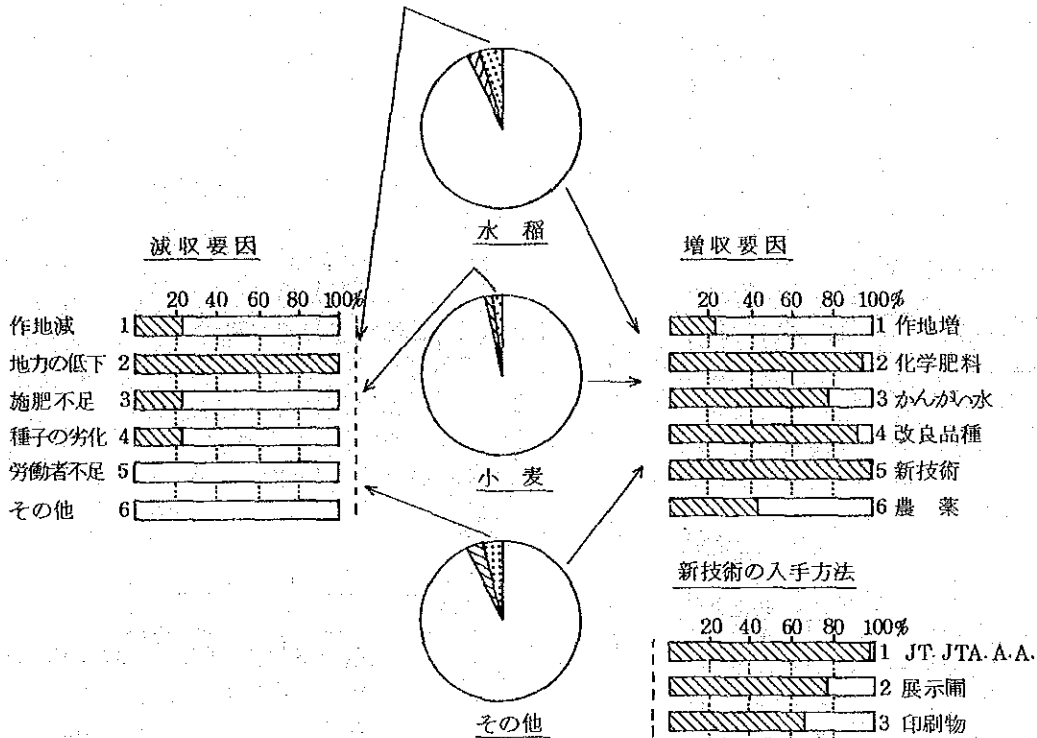 水稲
減収要因
20 40 60 80 100%
作地減 1
地力の低下 2
施肥不足 3
種子の劣化 4
労働者不足 5
その他 6
小麦
その他
増収要因
20 40 60 80 100%
1 作地増
2 化学肥料
3 かんがい水
4 改良品種
5 新技術
6 農薬
新技術の入手方法
20 40 60 80 100%
1 JT.JTA.A.A.
2 展示圃
3 印刷物